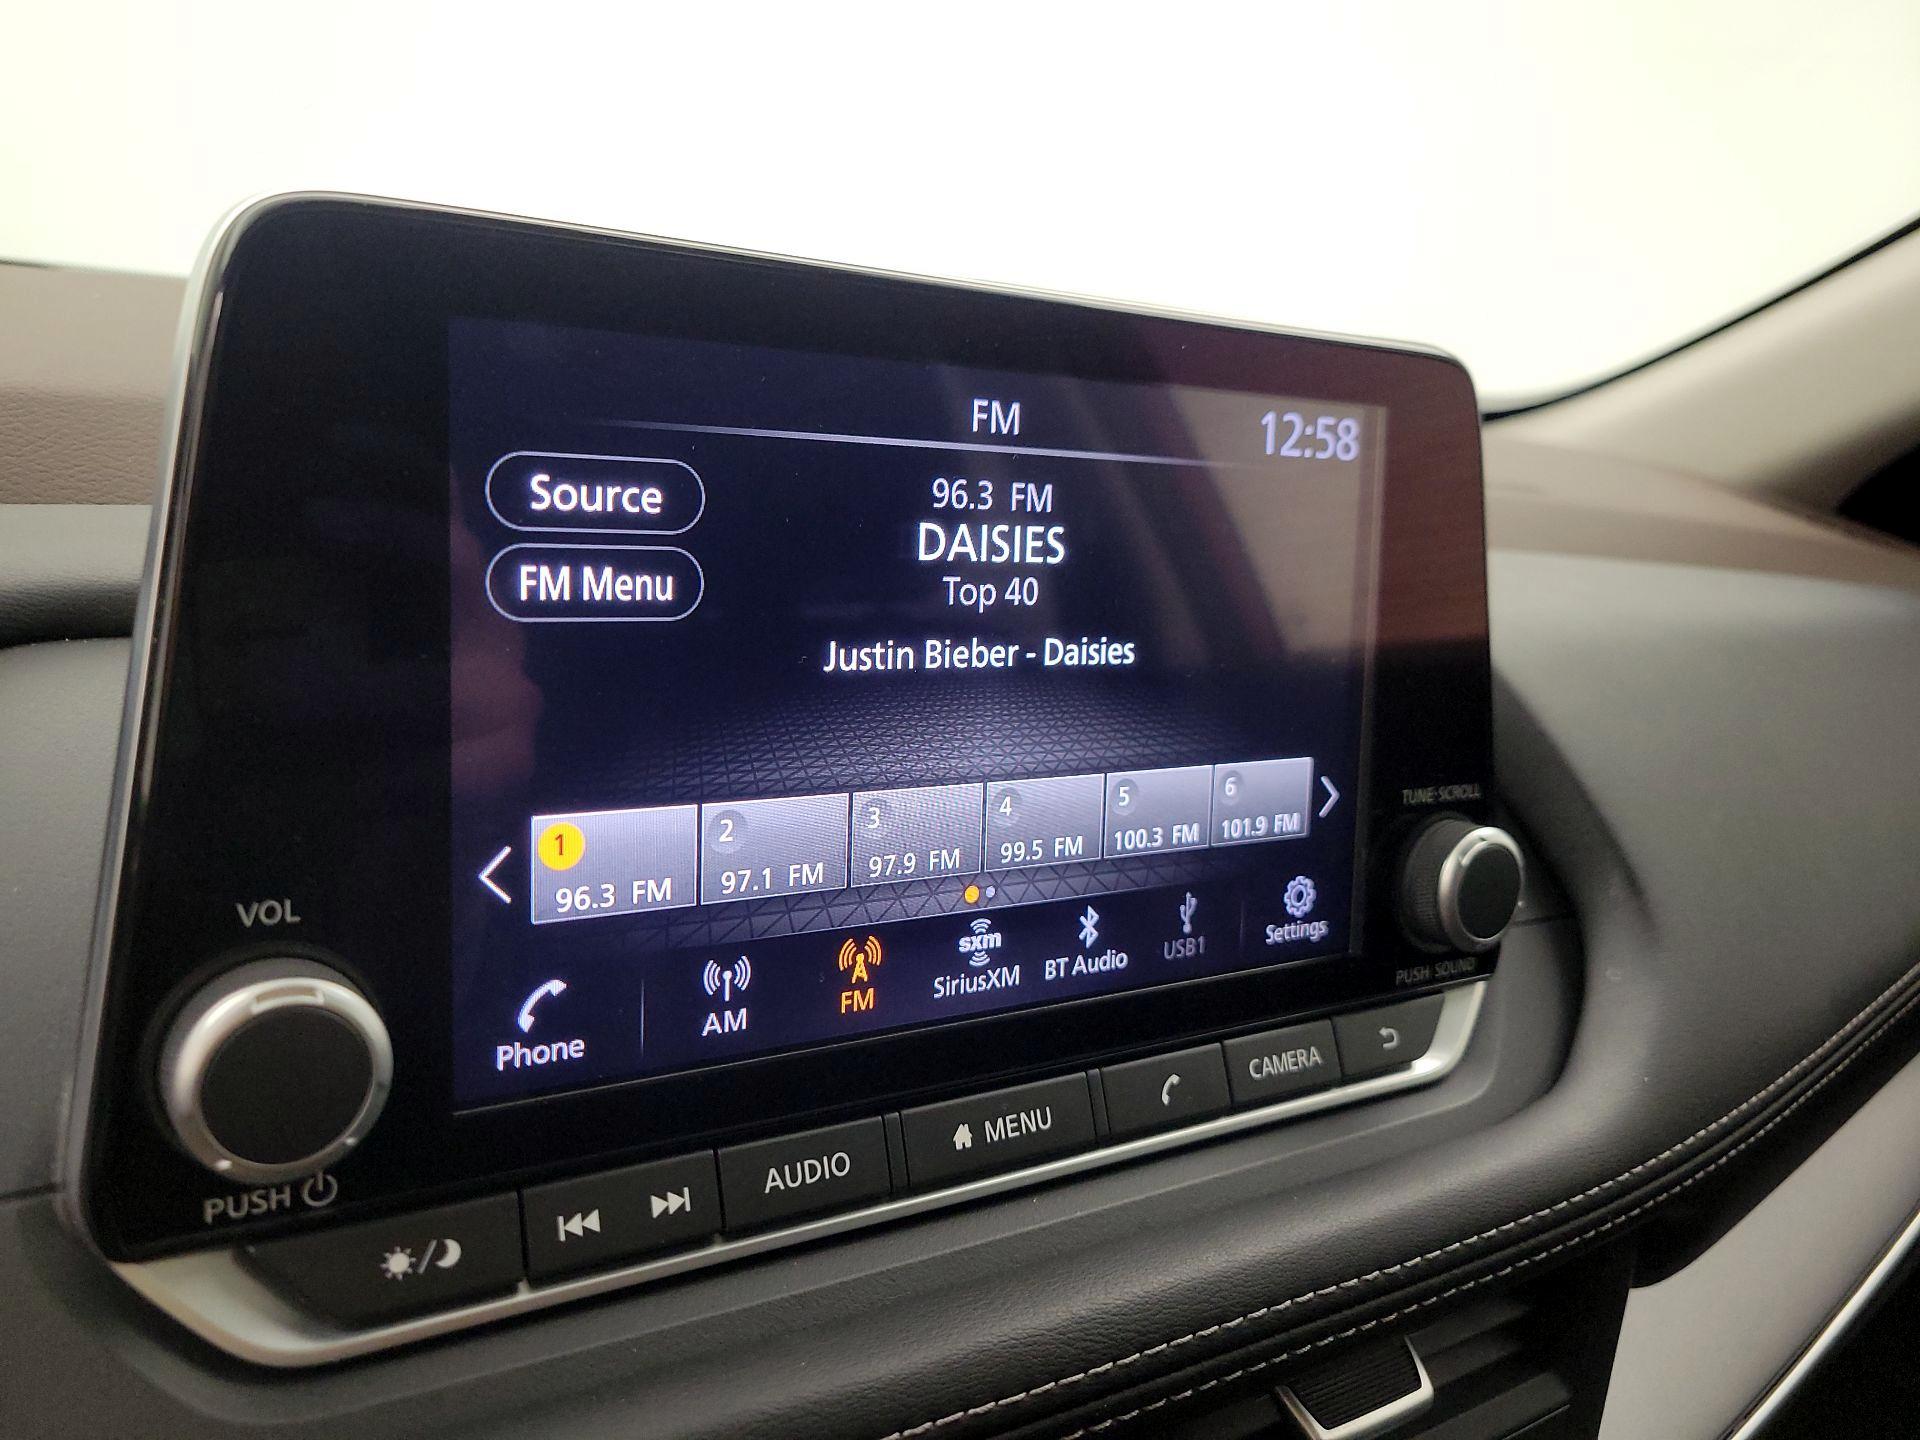 FM
12:58
Source
96.3 FM
DAISIES
FM Menu
Top 40
Justin Bieber - Daisies
1
96.3 FM
2
97.1 FM
3
97.9 FM
4
99.5 FM
5
100.3 FM
6
101.9 FM
Phone
AM
FM
sxm
SiriusXM
BT Audio
USB1
Settings
VOL
PUSH
TUNE·SCROLL
PUSH SOUND
AUDIO
MENU
CAMERA